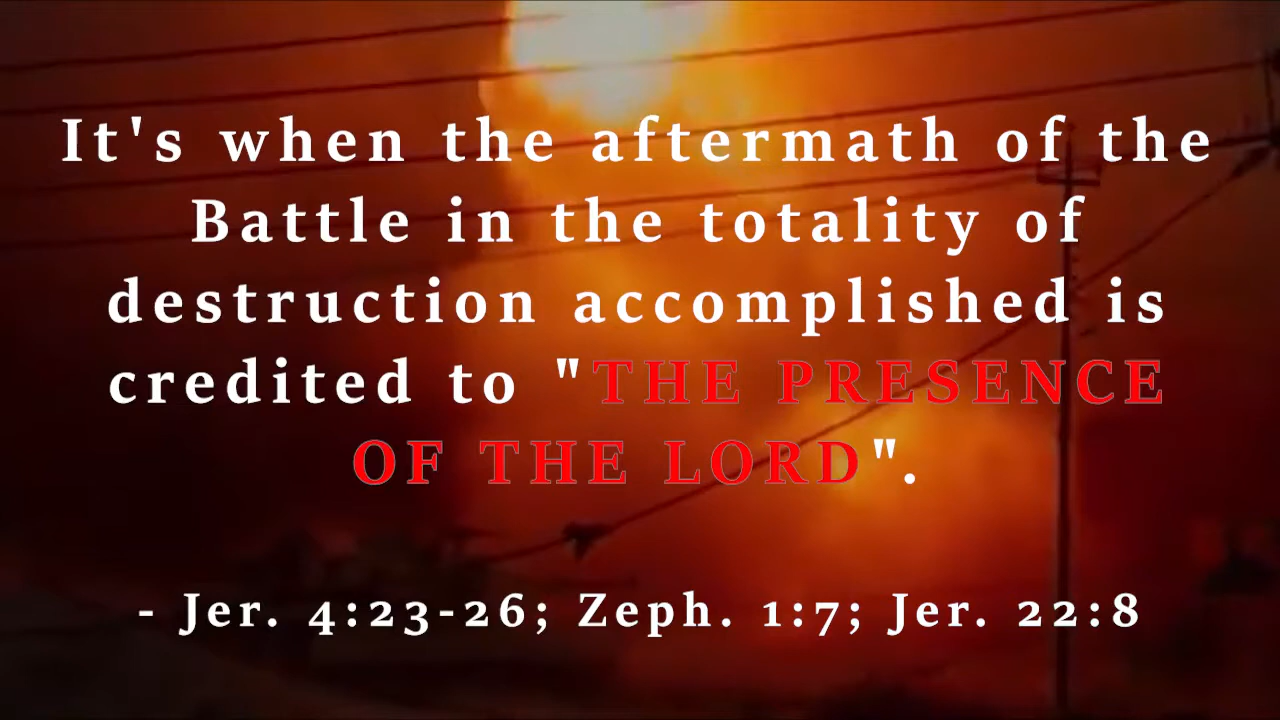 It's when the aftermath of the
Battle in the totality of
destruction accomplished is
credited to "THE PRESENCE
OF THE LORD".
- Jer. 4:23-26; Zeph. 1:7; Jer. 22:8